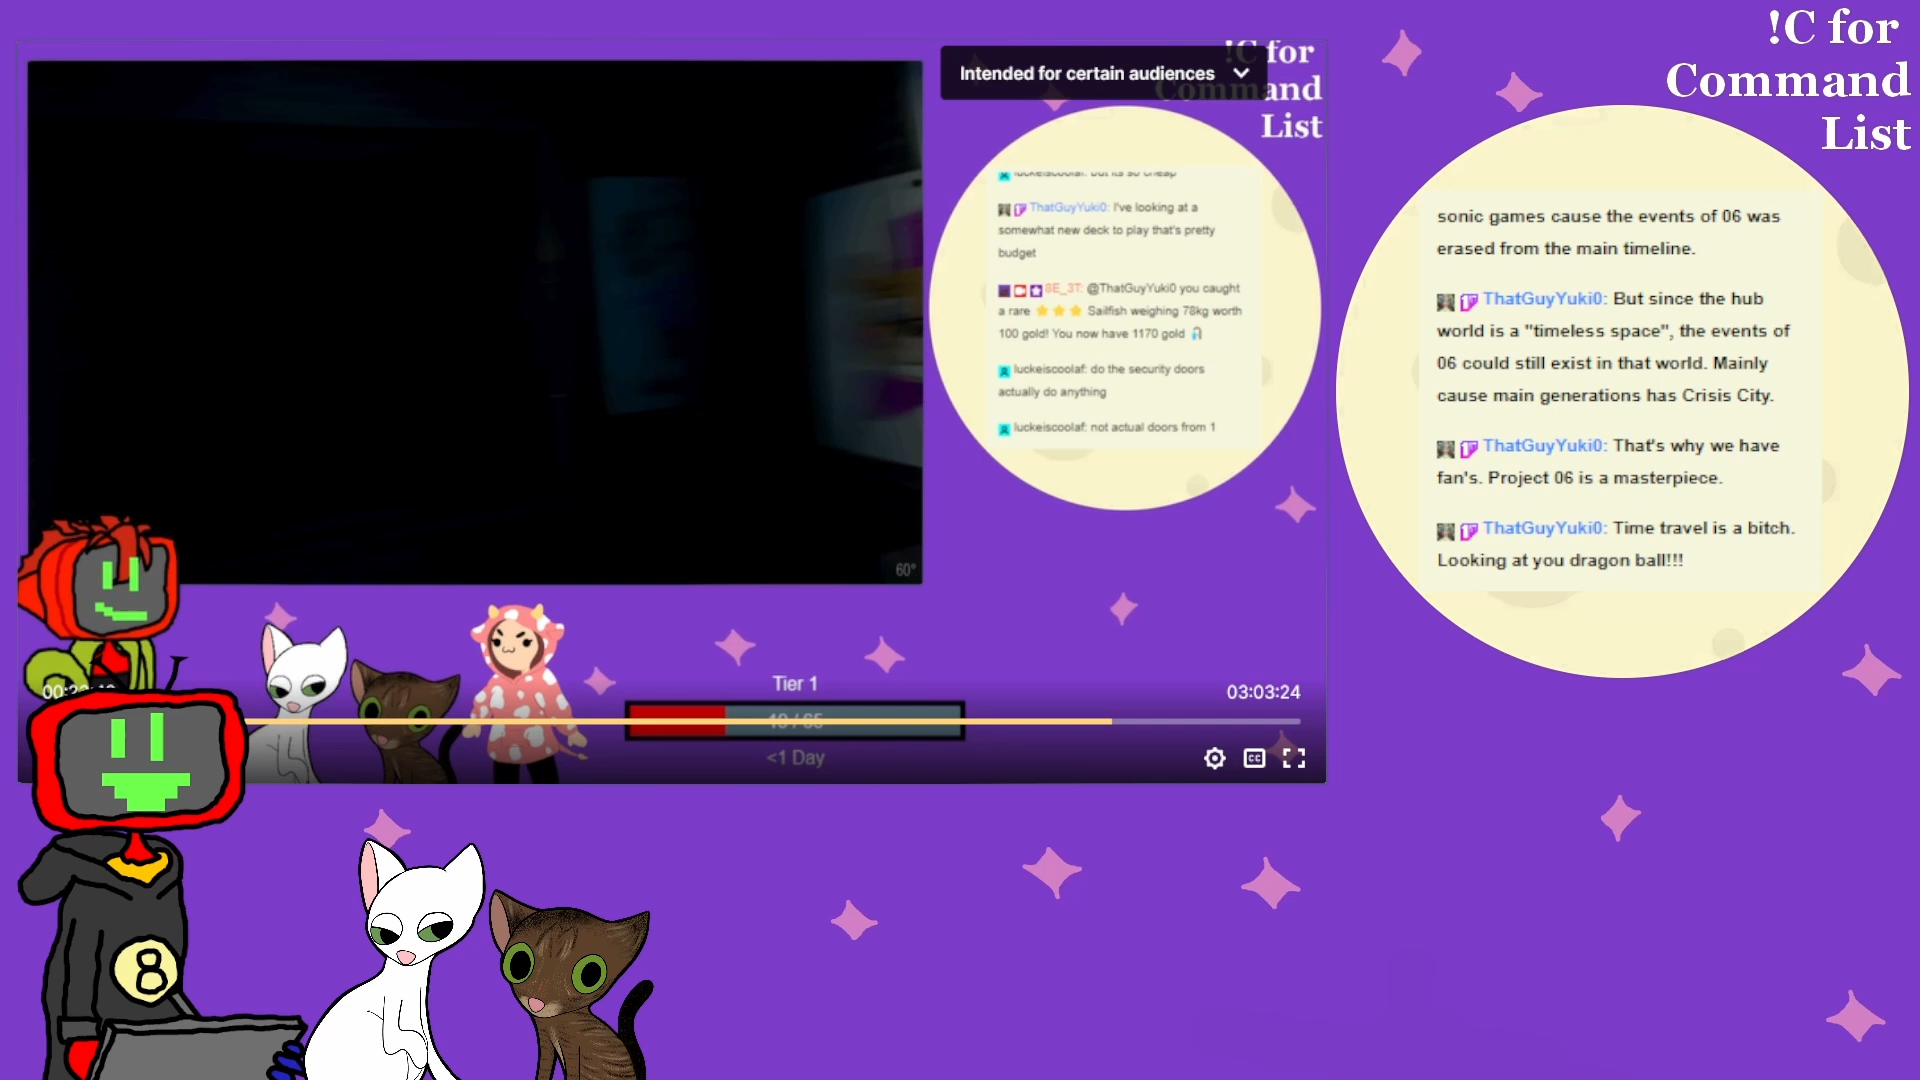 !C for
Command
List
!C for
and
List
Intended for certain audiences
ThatGuyYuki0: I've looking at a
somewhat new deck to play that's pretty
budget
8E_3T: @ThatGuyYuki0 you caught
a rare ⭐⭐⭐ Sailfish weighing 78kg worth
100 gold! You now have 1170 gold
luckeiscoolaf: do the security doors
actually do anything
luckeiscoolaf: not actual doors from 1
sonic games cause the events of 06 was
erased from the main timeline.
ThatGuyYuki0: But since the hub
world is a "timeless space", the events of
06 could still exist in that world. Mainly
cause main generations has Crisis City.
ThatGuyYuki0: That's why we have
fan's. Project 06 is a masterpiece.
ThatGuyYuki0: Time travel is a bitch.
Looking at you dragon ball!!!
60°
Tier 1
<1 Day
03:03:24
CC
8